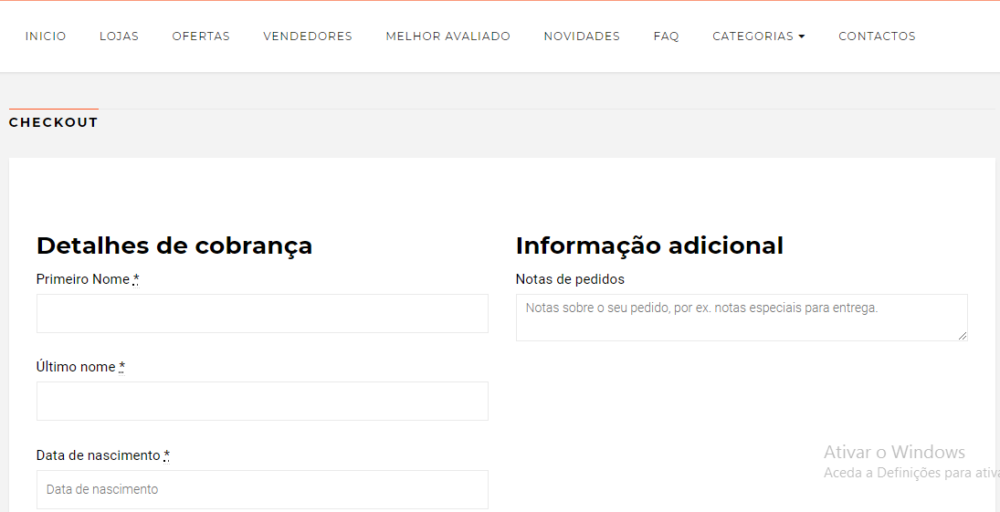 INICIO LOJAS OFERTAS VENDEDORES MELHOR AVALIADO NOVIDADES FAQ CATEGORIAS CONTACTOS
CHECKOUT
Detalhes de cobrança
Primeiro Nome *
Último nome *
Data de nascimento *
Data de nascimento
Informação adicional
Notas de pedidos
Notas sobre o seu pedido, por ex. notas especiais para entrega.
Ativar o Windows
Aceda a Definições para ativa